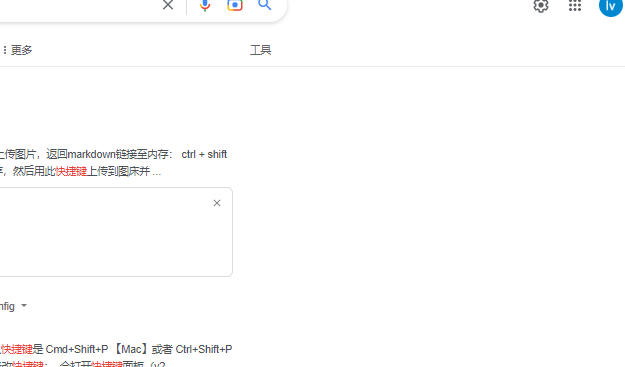 lv
更多
工具
上传图片，返回markdown链接至内存： ctrl + shift
，然后用此快捷键上传到图床并 ...
nfig
快捷键是 Cmd+Shift+P 【Mac】或者 Ctrl+Shift+P
改快捷键： 会打开快捷键面板（v2